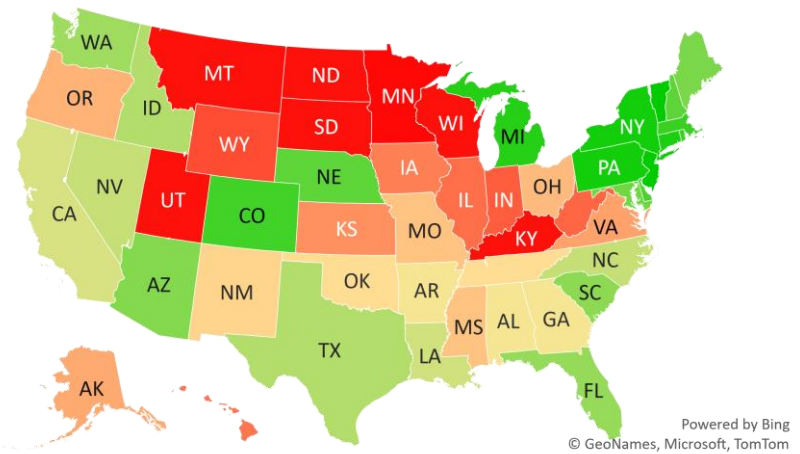 WA
MT
ND
MN
OR
ID
WI
SD
MI
NY
WY
IA
PA
NE
NV
IL
IN
OH
UT
CO
CA
KS
MO
VA
KY
NC
AZ
OK
NM
AR
SC
MS
AL
GA
TX
LA
AK
FL
Powered by Bing
© GeoNames, Microsoft, TomTom